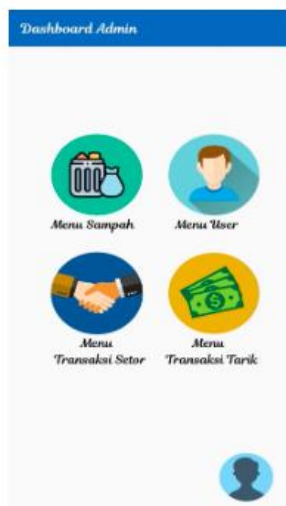 Dashboard Admin
Menu Sampah
Menu User
Menu
Transaksi Setor
Menu
Transaksi Tarik